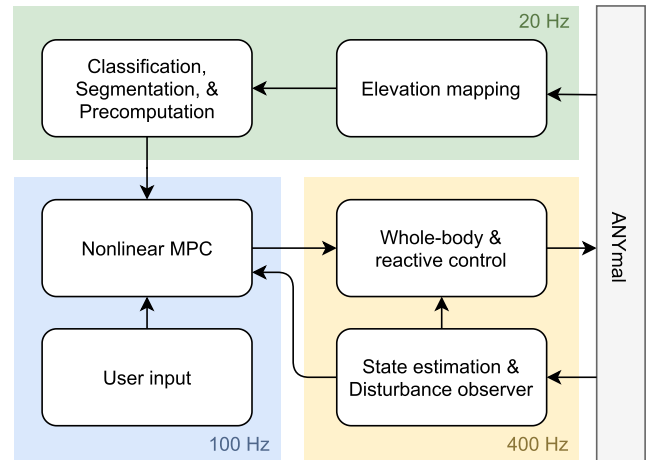 20 Hz
Classification,
Segmentation, &
Precomputation
Elevation mapping
Nonlinear MPC
Whole-body &
reactive control
ANYmal
User input
State estimation &
Disturbance observer
100 Hz
400 Hz